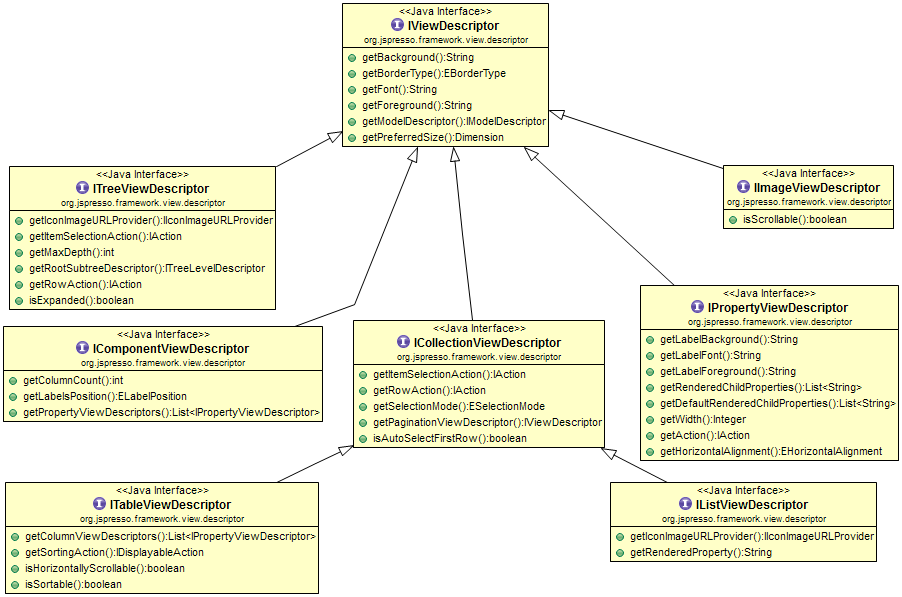 <<Java Interface>>
IViewDescriptor
org.jspresso.framework.view.descriptor
getBackground():String
getBorderType():EBorderType
getFont():String
getForeground():String
getModelDescriptor():IModelDescriptor
getPreferredSize():Dimension
<<Java Interface>>
ITreeViewDescriptor
org.jspresso.framework.view.descriptor
getIconImageURLProvider():IIconImageURLProvider
getItemSelectionAction():IAction
getMaxDepth():int
getRootSubtreeDescriptor():ITreeLevelDescriptor
getRowAction():IAction
isExpanded():boolean
<<Java Interface>>
IImageViewDescriptor
org.jspresso.framework.view.descriptor
isScrollable():boolean
<<Java Interface>>
IComponentViewDescriptor
org.jspresso.framework.view.descriptor
getColumnCount():int
getLabelsPosition():ELabelPosition
getPropertyViewDescriptors():List<IPropertyViewDescriptor>
<<Java Interface>>
ICollectionViewDescriptor
org.jspresso.framework.view.descriptor
getItemSelectionAction():IAction
getRowAction():IAction
getSelectionMode():ESelectionMode
getPaginationViewDescriptor():IViewDescriptor
isAutoSelectFirstRow():boolean
<<Java Interface>>
IPropertyViewDescriptor
org.jspresso.framework.view.descriptor
getLabelBackground():String
getLabelFont():String
getLabelForeground():String
getRenderedChildProperties():List<String>
getDefaultRenderedChildProperties():List<String>
getWidth():Integer
getAction():IAction
getHorizontalAlignment():EHorizontalAlignment
<<Java Interface>>
ITableViewDescriptor
org.jspresso.framework.view.descriptor
getColumnViewDescriptors():List<IPropertyViewDescriptor>
getSortingAction():IDisplayableAction
isHorizontallyScrollable():boolean
isSortable():boolean
<<Java Interface>>
IListViewDescriptor
org.jspresso.framework.view.descriptor
getIconImageURLProvider():IIconImageURLProvider
getRenderedProperty():String